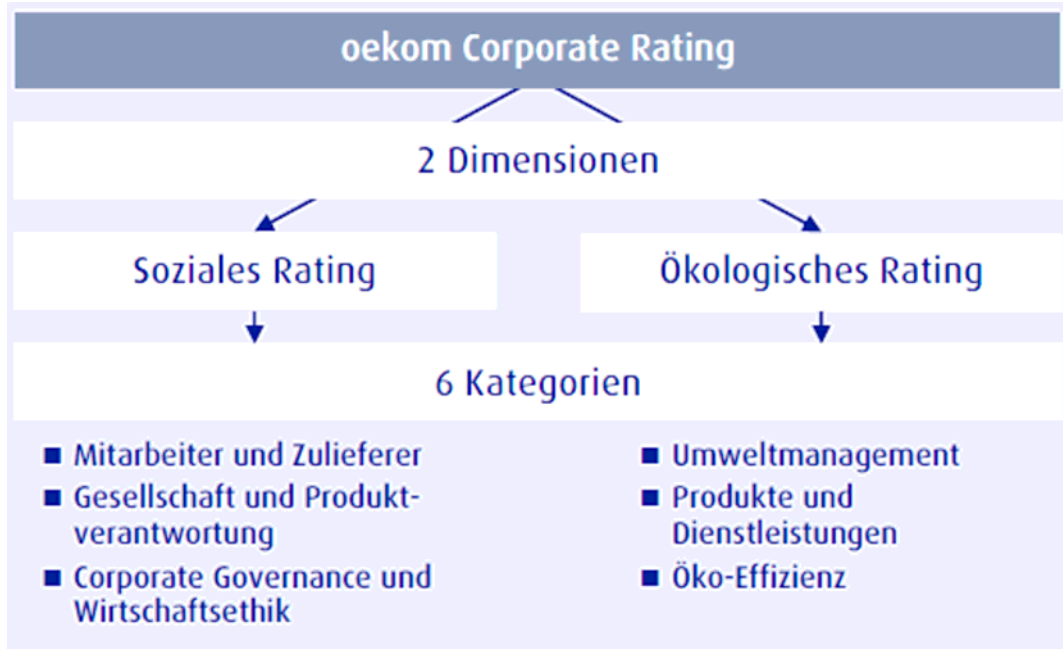 oekom Corporate Rating
2 Dimensionen
Soziales Rating
Ökologisches Rating
6 Kategorien
■ Mitarbeiter und Zulieferer
■ Gesellschaft und Produkt-
verantwortung
■ Corporate Governance und
Wirtschaftsethik
■ Umweltmanagement
■ Produkte und
Dienstleistungen
■ Öko-Effizienz